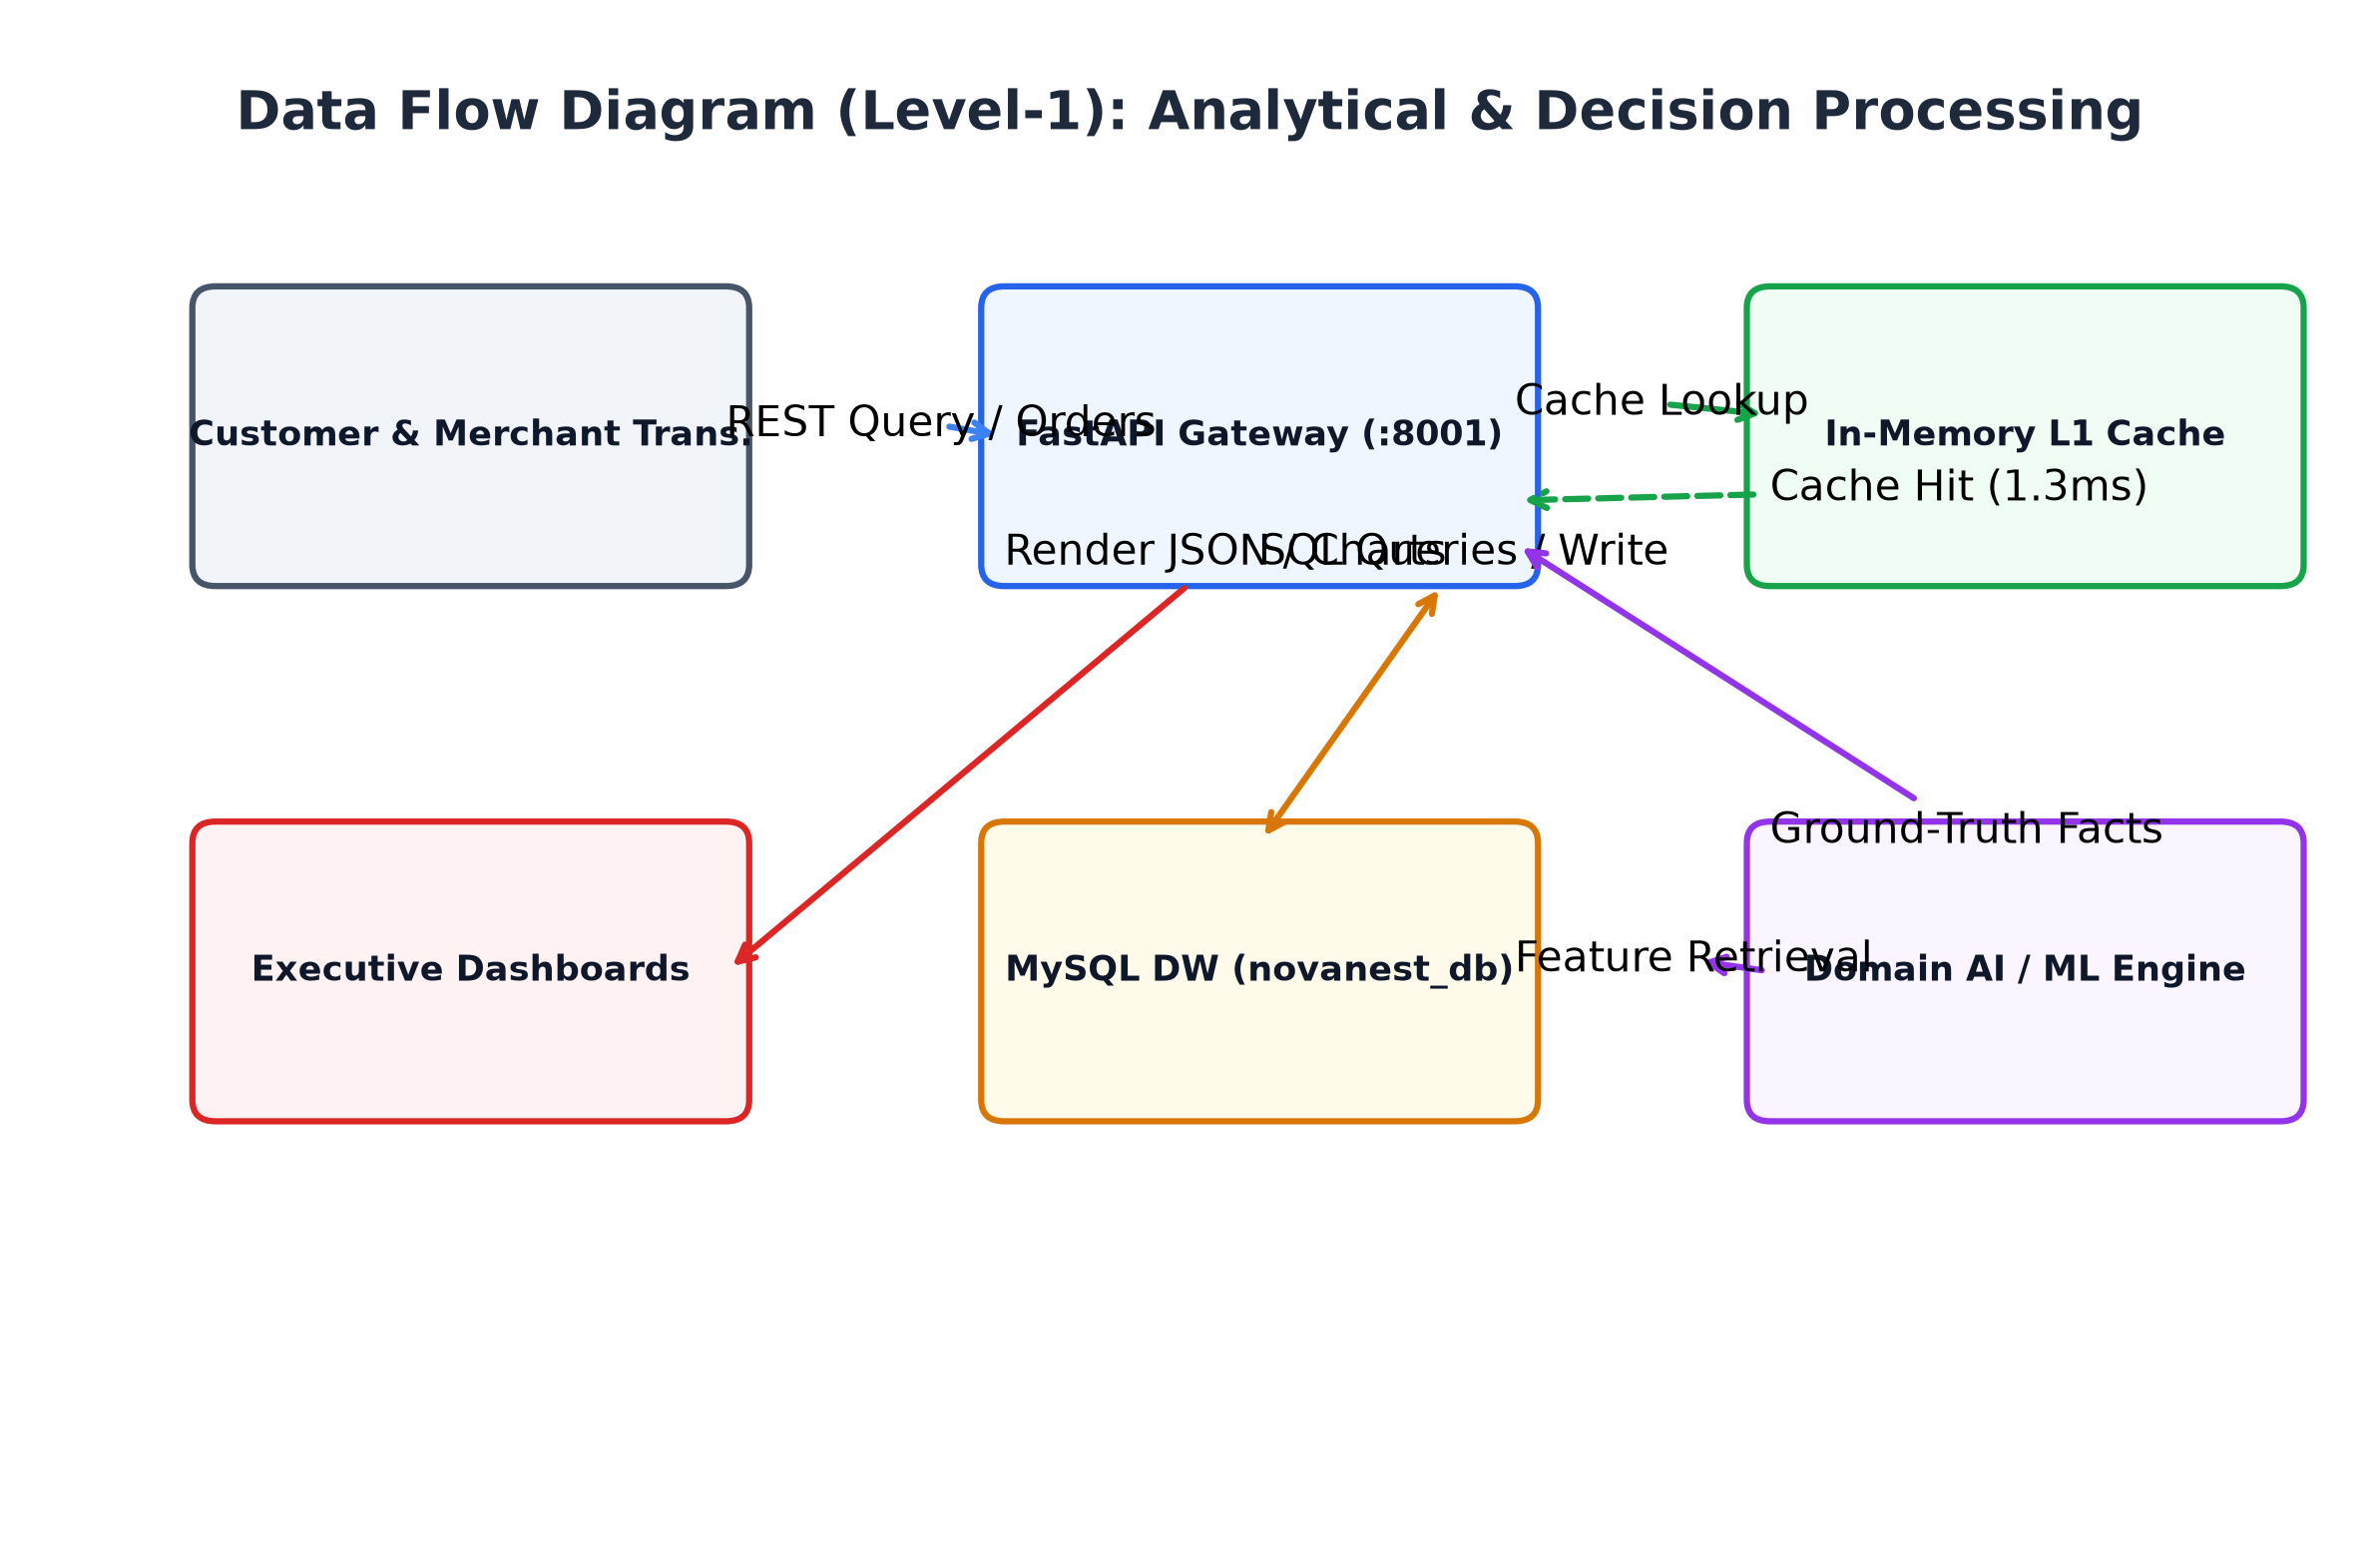 Data Flow Diagram (Level-1): Analytical & Decision Processing
Customer & Merchant Trans.
REST Query / Orders
FastAPI Gateway (:8001)
Cache Lookup
In-Memory L1 Cache
Cache Hit (1.3ms)
Render JSON / Charts
SQL Queries / Write
Ground-Truth Facts
Executive Dashboards
MySQL DW (novanest_db)
Feature Retrieval
Domain AI / ML Engine